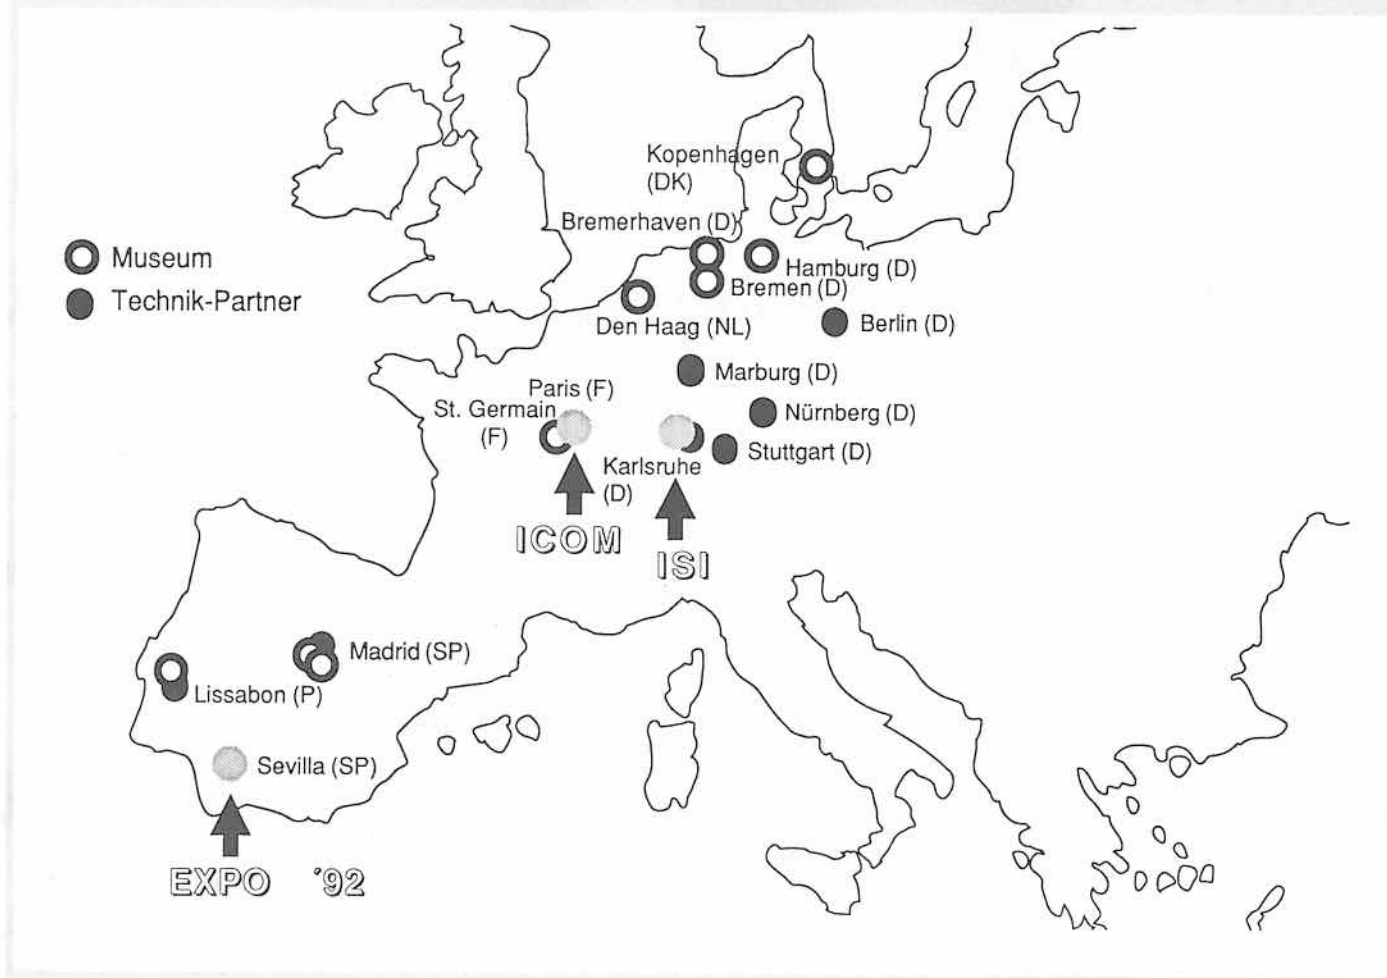 Kopenhagen
(DK)
Bremerhaven (D)
Museum
Hamburg (D)
Bremen (D)
Technik-Partner
Den Haag (NL)
Berlin (D)
Marburg (D)
Paris (F)
St. Germain
(F)
Nürnberg (D)
Stuttgart (D)
Karlsruhe
(D)
ICOM
ISI
Madrid (SP)
Lissabon (P)
Sevilla (SP)
EXPO '92